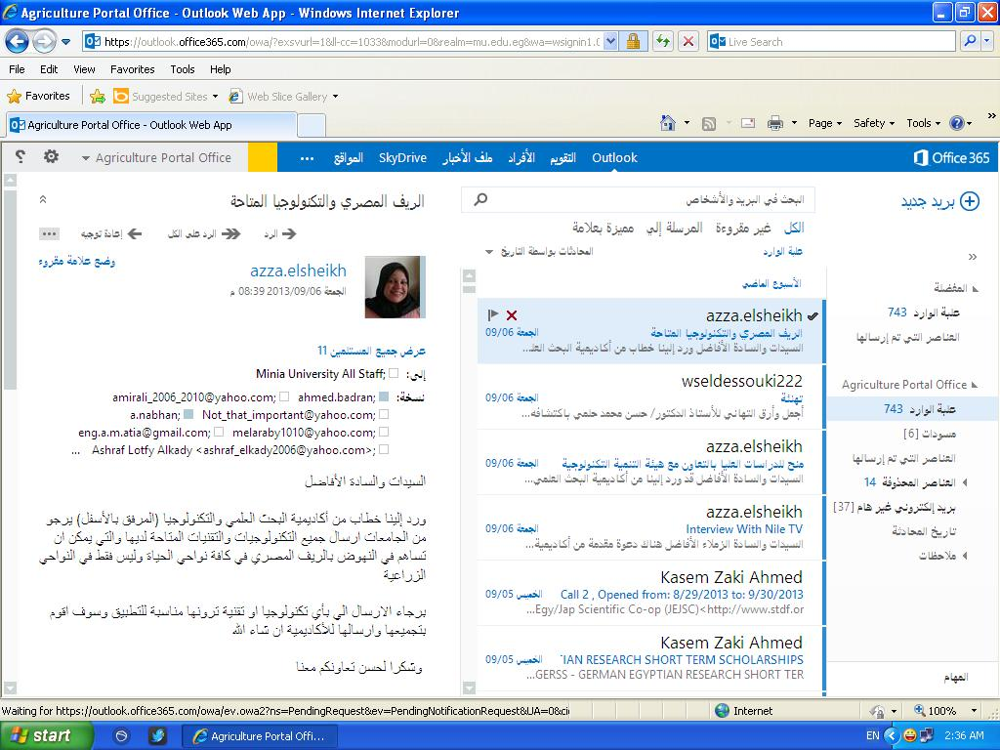 Agriculture Portal Office - Outlook Web App - Windows Internet Explorer
https://outlook.office365.com/owa/?exsvurl=1&ll-cc=1033&modurl=0&realm=mu.edu.eg&wa=wsignin1.0
Live Search
File Edit View Favorites Tools Help
Favorites Suggested Sites Web Slice Gallery
Agriculture Portal Office - Outlook Web App
Page Safety Tools
Office 365
Outlook التقويم الأفراد ملف الأخبار SkyDrive المواقع ...
Agriculture Portal Office
بريد جديد
المفضلة
علبة الوارد 743
العناصر التي تم إرسالها
Agriculture Portal Office
علبة الوارد 743
مسودات [6]
العناصر التي تم إرسالها
العناصر المحذوفة 14
بريد إلكتروني غير هام [37]
تاريخ المحادثة
ملاحظات
المهام
البحث في البريد والأشخاص
الكل غير مقروءة المرسلة إلي مميزة بعلامة
علبة الوارد المحادثات بواسطة التاريخ
الأسبوع الماضي
azza.elsheikh
الريف المصري والتكنولوجيا المتاحة الجمعة 09/06
السيدات والسادة الأفاضل ورد إلينا خطاب من أكاديمية البحث العلـ...
wseldessouki222
تهنئة الجمعة 09/06
أجمل وأرق التهاني للأستاذ الدكتور/ حسن محمد حلمي باكتشافه...
azza.elsheikh
منح للدراسات العليا بالتعاون مع هيئة التنمية التكنولوجية الجمعة 09/06
السيدات والسادة الأفاضل قد ورد إلينا من أكاديمية البحث العلمي...
azza.elsheikh
Interview With Nile TV الجمعة 09/06
السيدات والسادة الزملاء الأفاضل هناك دعوة مقدمة من أكاديمية...
Kasem Zaki Ahmed
Call 2 , Opened from: 8/29/2013 to: 9/30/2013 الخميس 09/05
...Egy/Jap Scientific Co-op (JEJSC)<http://www.stdf.or
Kasem Zaki Ahmed
IAN RESEARCH SHORT TERM SCHOLARSHIPS الخميس 09/05
...GERSS - GERMAN EGYPTIAN RESEARCH SHORT TER
الريف المصري والتكنولوجيا المتاحة
الرد الرد على الكل إعادة توجيه ...
وضع علامة مقروء
azza.elsheikh
الجمعة 2013/09/06 08:39 م
عرض جميع المستلمين 11
إلى: Minia University All Staff;
نسخة: ahmed.badran; amirali_2006_2010@yahoo.com;
Not_that_important@yahoo.com; a.nabhan;
melaraby1010@yahoo.com; eng.a.m.atia@gmail.com;
Ashraf Lotfy Alkady <ashraf_elkady2006@yahoo.com>; ...
السيدات والسادة الأفاضل
ورد إلينا خطاب من أكاديمية البحث العلمي والتكنولوجيا (المرفق بالأسفل) يرجو
من الجامعات ارسال جميع التكنولوجيات والتقنيات المتاحة لديها والتي يمكن ان
تساهم في النهوض بالريف المصري في كافة نواحي الحياة وليس فقط في النواحي
الزراعية
برجاء الارسال الي بأي تكنولوجيا او تقنية ترونها مناسبة للتطبيق وسوف اقوم
بتجميعها وارسالها للأكاديمية ان شاء الله
وشكرا لحسن تعاونكم معنا
Waiting for https://outlook.office365.com/owa/ev.owa2?ns=PendingRequest&ev=PendingNotificationRequest&UA=0&cid
Internet 100%
start Agriculture Portal Offi... EN 2:36 AM